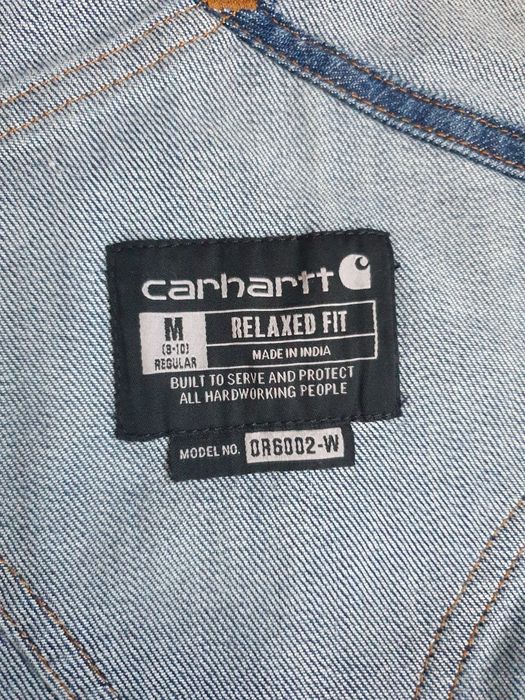 carhartt
M
(8-10)
REGULAR
RELAXED FIT
MADE IN INDIA
BUILT TO SERVE AND PROTECT
ALL HARDWORKING PEOPLE
MODEL NO. OR6002-W